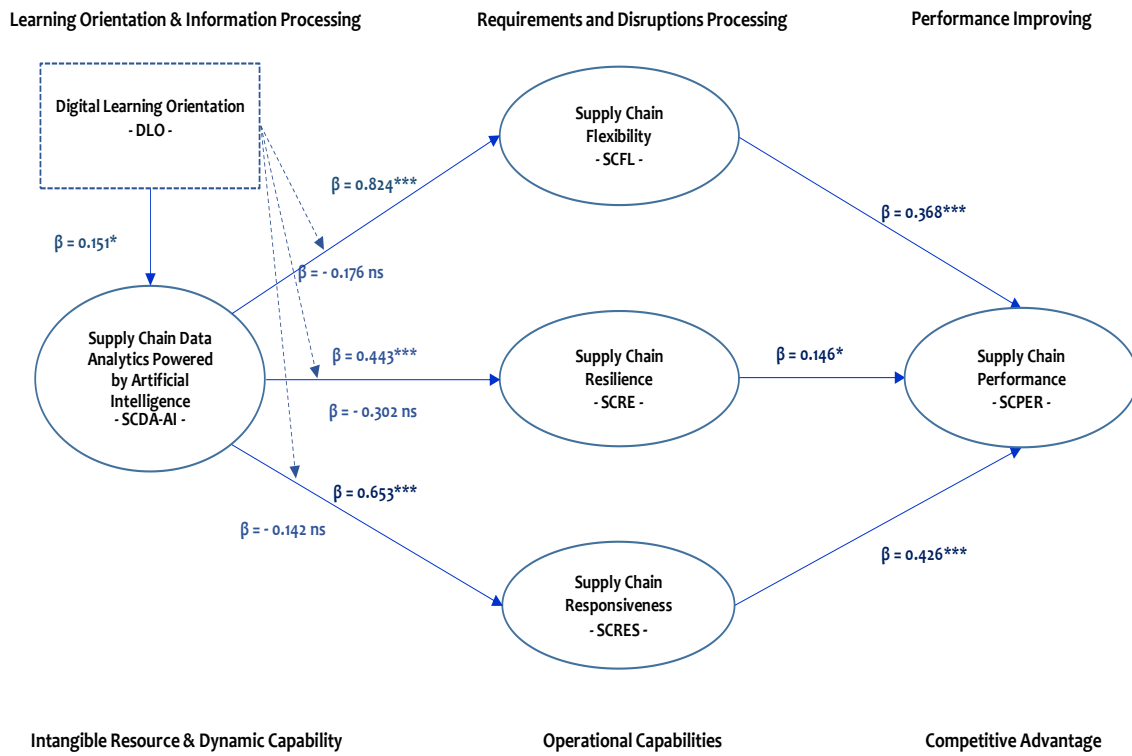 Learning Orientation & Information Processing
Requirements and Disruptions Processing
Performance Improving
Digital Learning Orientation
- DLO -
Supply Chain
Flexibility
- SCFL -
β = 0.824***
β = 0.368***
β = 0.151*
β = - 0.176 ns
Supply Chain Data
Analytics Powered
by Artificial
Intelligence
- SCDA-AI -
β = 0.443***
β = - 0.302 ns
Supply Chain
Resilience
- SCRE -
β = 0.146*
Supply Chain
Performance
- SCPER -
β = 0.653***
β = - 0.142 ns
Supply Chain
Responsiveness
- SCRES -
β = 0.426***
Intangible Resource & Dynamic Capability
Operational Capabilities
Competitive Advantage